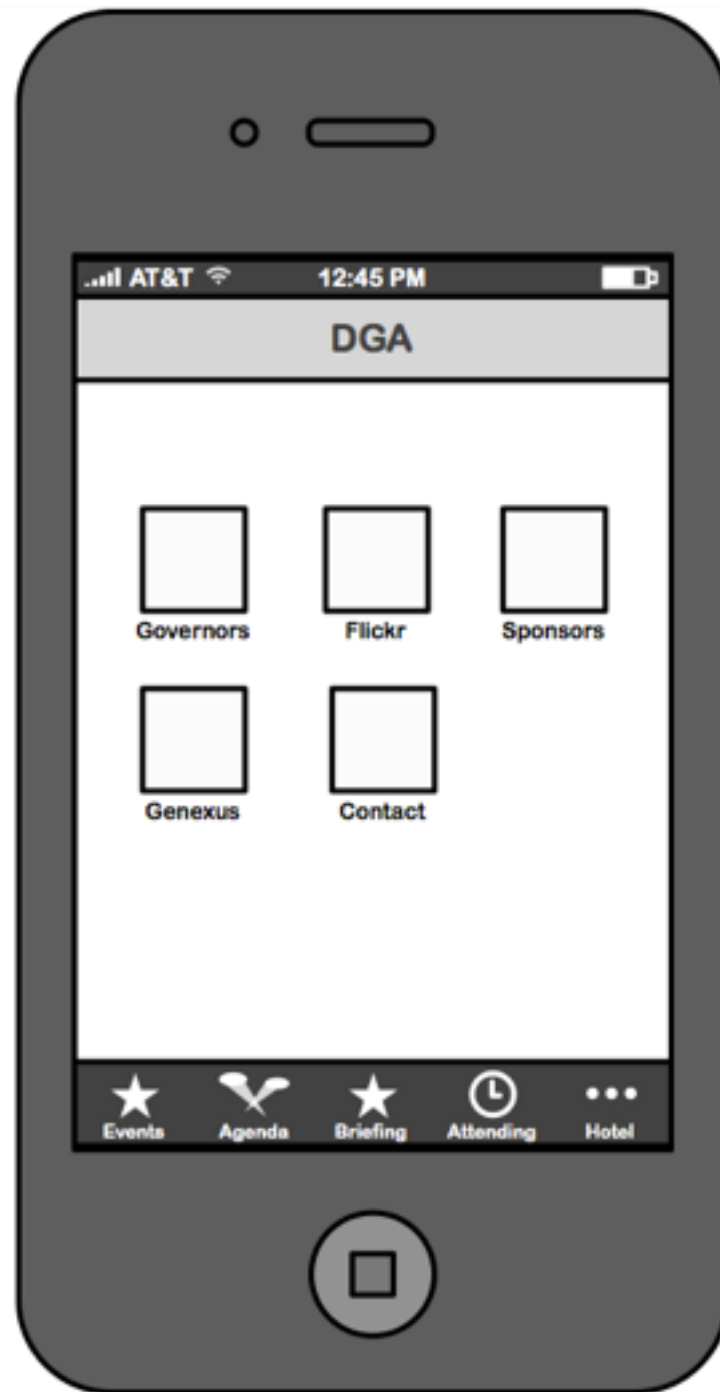 AT&T 12:45 PM
DGA
Governors Flickr Sponsors
Genexus Contact
Events Agenda Briefing Attending Hotel